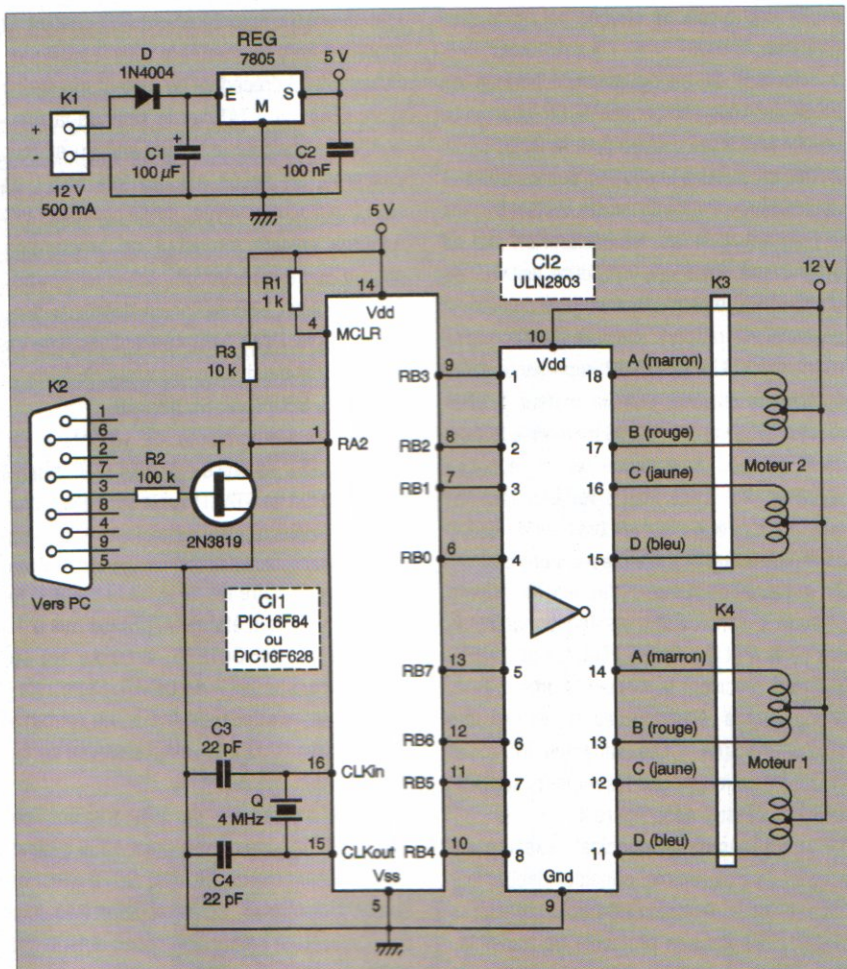 REG
7805
D
1N4004
5 V
K1
E
S
M
+
-
+
C1
100 µF
C2
100 nF
12 V
500 mA
5 V
CI2
ULN2803
12 V
K3
R1
1 k
14
Vdd
4
MCLR
10
Vdd
R3
10 k
RB3
9
1
18
A (marron)
K2
1
6
2
7
3
8
4
9
5
R2
100 k
T
2N3819
1
RA2
RB2
8
2
17
B (rouge)
Moteur 2
RB1
7
3
16
C (jaune)
RB0
6
4
15
D (bleu)
Vers PC
CI1
PIC16F84
ou
PIC16F628
K4
RB7
13
5
14
A (marron)
C3
22 pF
RB6
12
6
13
B (rouge)
Moteur 1
16
CLKin
RB5
11
7
12
C (jaune)
Q
4 MHz
15
CLKout
RB4
10
8
11
D (bleu)
C4
22 pF
Vss
5
Gnd
9